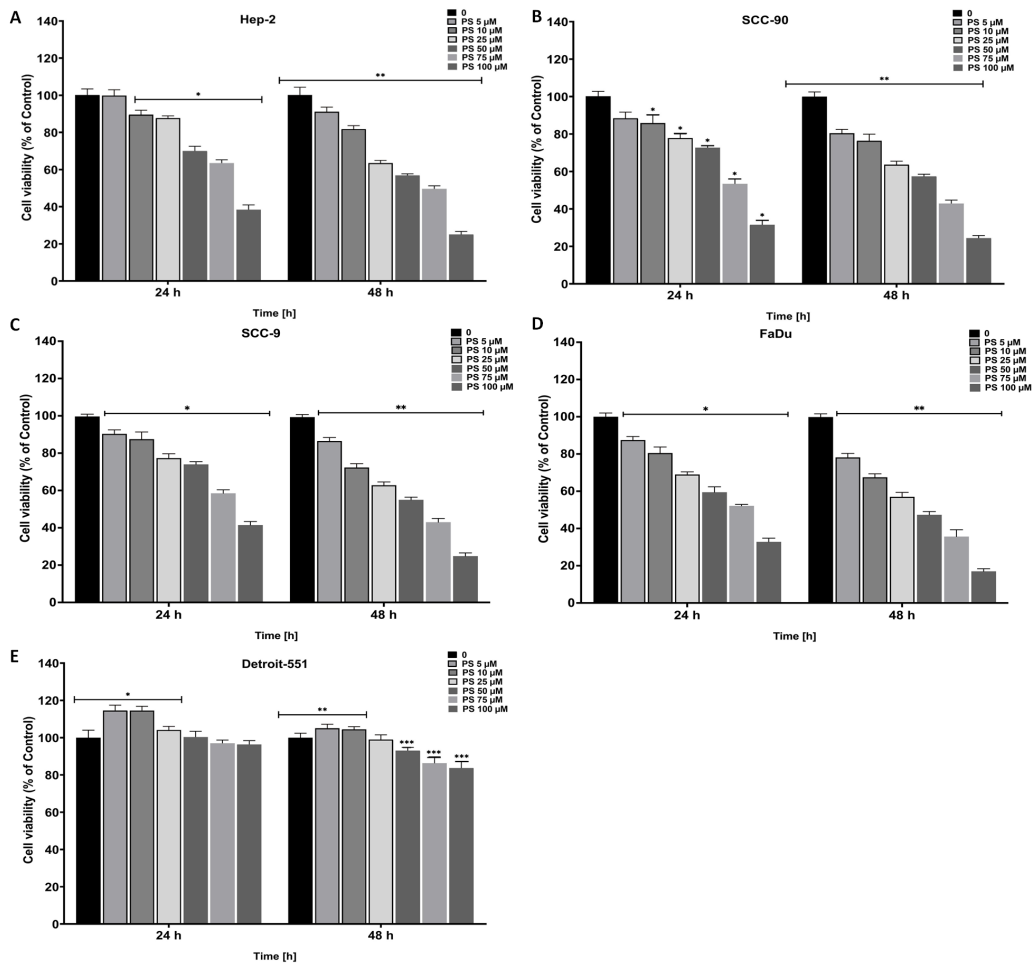 A
Hep-2
0
PS 5 µM
PS 10 µM
PS 25 µM
PS 50 µM
PS 75 µM
PS 100 µM
Cell viability (% of Control)
140
120
100
80
60
40
20
0
*
**
24 h
48 h
Time [h]
B
SCC-90
0
PS 5 µM
PS 10 µM
PS 25 µM
PS 50 µM
PS 75 µM
PS 100 µM
Cell viability (% of Control)
140
120
100
80
60
40
20
0
*
*
*
*
*
**
24 h
48 h
Time [h]
C
SCC-9
0
PS 5 µM
PS 10 µM
PS 25 µM
PS 50 µM
PS 75 µM
PS 100 µM
Cell viability (% of Control)
140
120
100
80
60
40
20
0
*
**
24 h
48 h
Time [h]
D
FaDu
0
PS 5 µM
PS 10 µM
PS 25 µM
PS 50 µM
PS 75 µM
PS 100 µM
Cell viability (% of Control)
140
120
100
80
60
40
20
0
*
**
24 h
48 h
Time [h]
E
Detroit-551
0
PS 5 µM
PS 10 µM
PS 25 µM
PS 50 µM
PS 75 µM
PS 100 µM
Cell viability (% of Control)
140
120
100
80
60
40
20
0
*
**
***
***
***
24 h
48 h
Time [h]